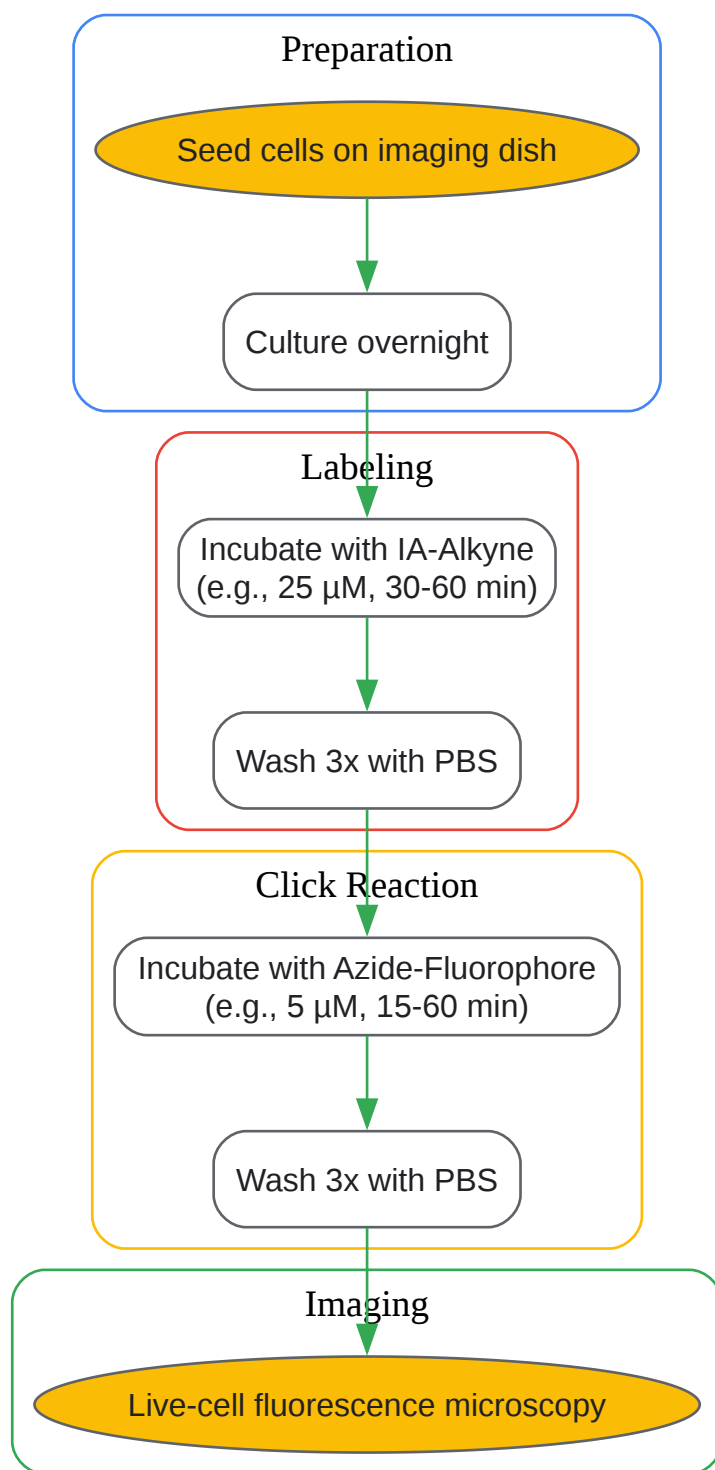 Preparation
Seed cells on imaging dish
Culture overnight
Labeling
Incubate with IA-Alkyne
(e.g., 25 µM, 30-60 min)
Wash 3x with PBS
Click Reaction
Incubate with Azide-Fluorophore
(e.g., 5 µM, 15-60 min)
Wash 3x with PBS
Imaging
Live-cell fluorescence microscopy